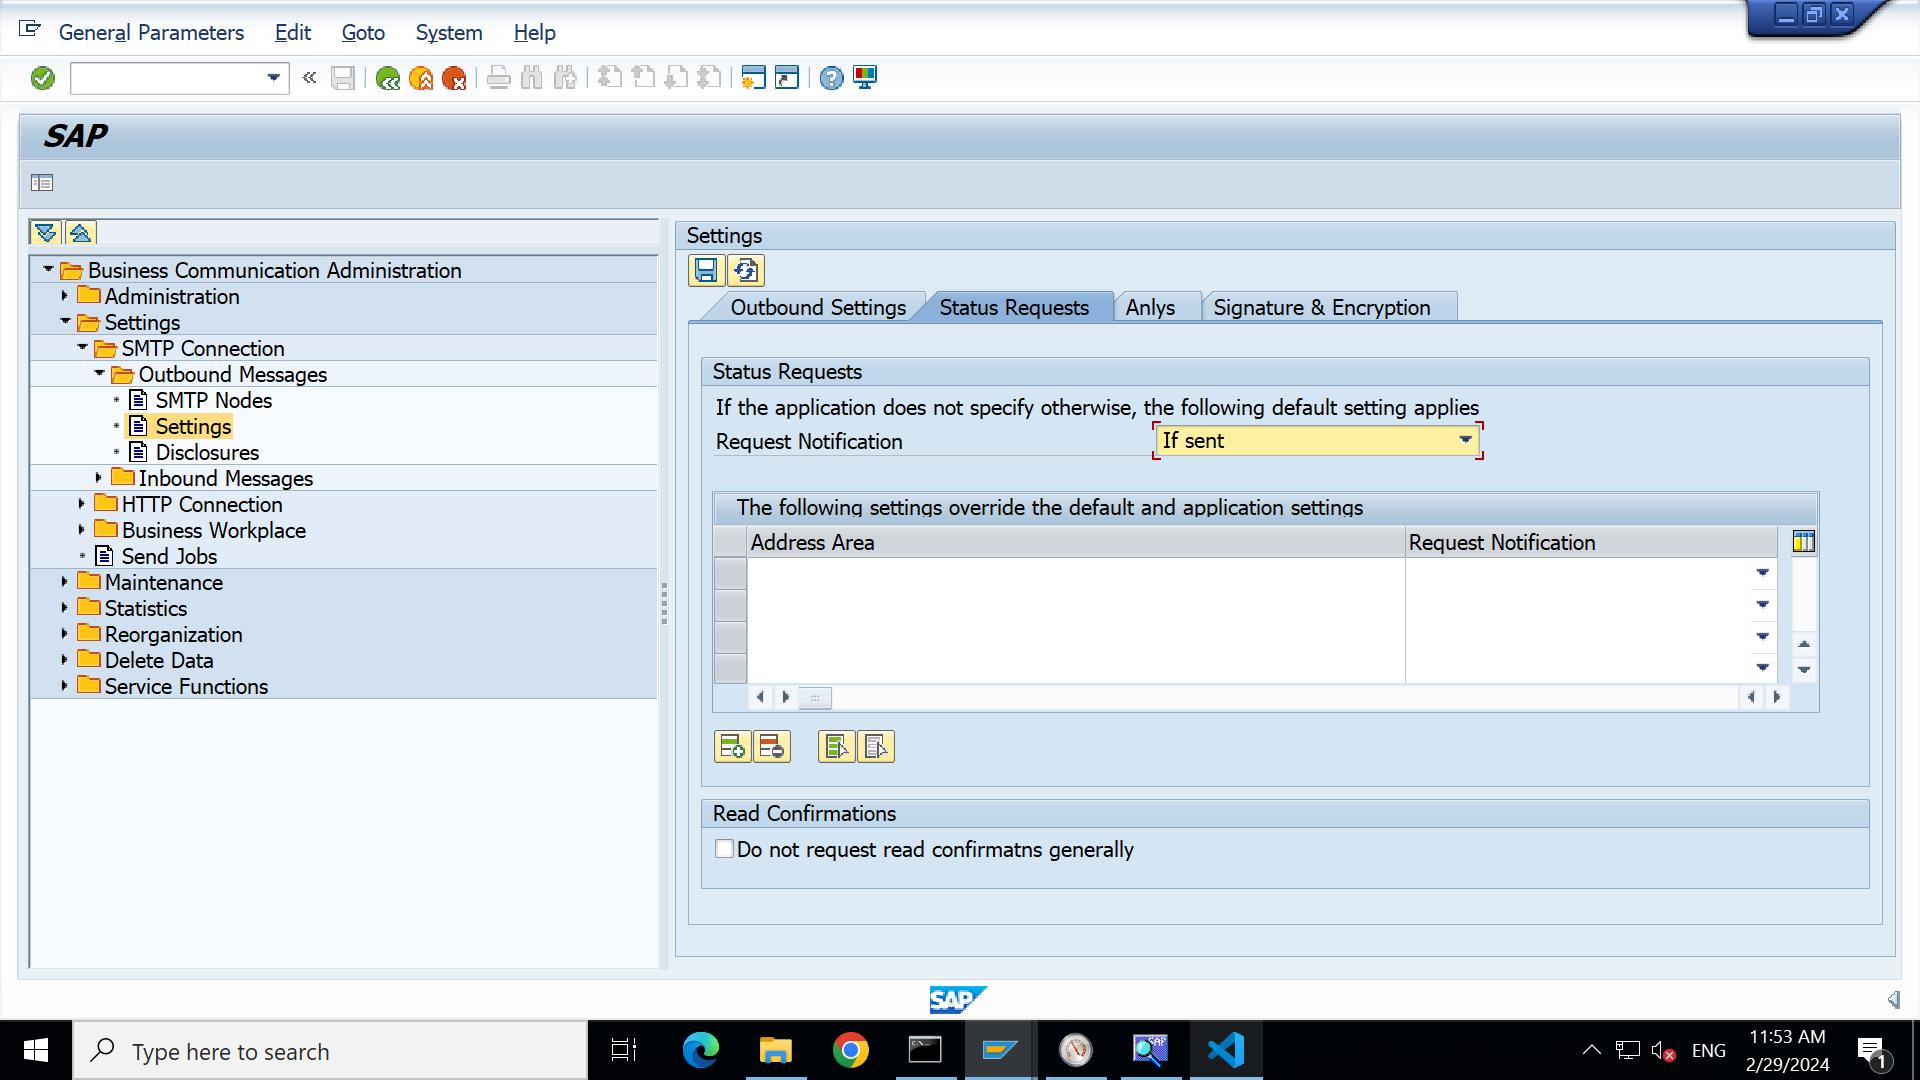 General Parameters Edit Goto System Help
SAP
Business Communication Administration
Administration
Settings
SMTP Connection
Outbound Messages
SMTP Nodes
Settings
Disclosures
Inbound Messages
HTTP Connection
Business Workplace
Send Jobs
Maintenance
Statistics
Reorganization
Delete Data
Service Functions
Settings
Outbound Settings Status Requests Anlys Signature & Encryption
Status Requests
If the application does not specify otherwise, the following default setting applies
Request Notification If sent
The following settings override the default and application settings
Address Area Request Notification
Read Confirmations
Do not request read confirmatns generally
SAP
Type here to search
ENG
11:53 AM
2/29/2024
1